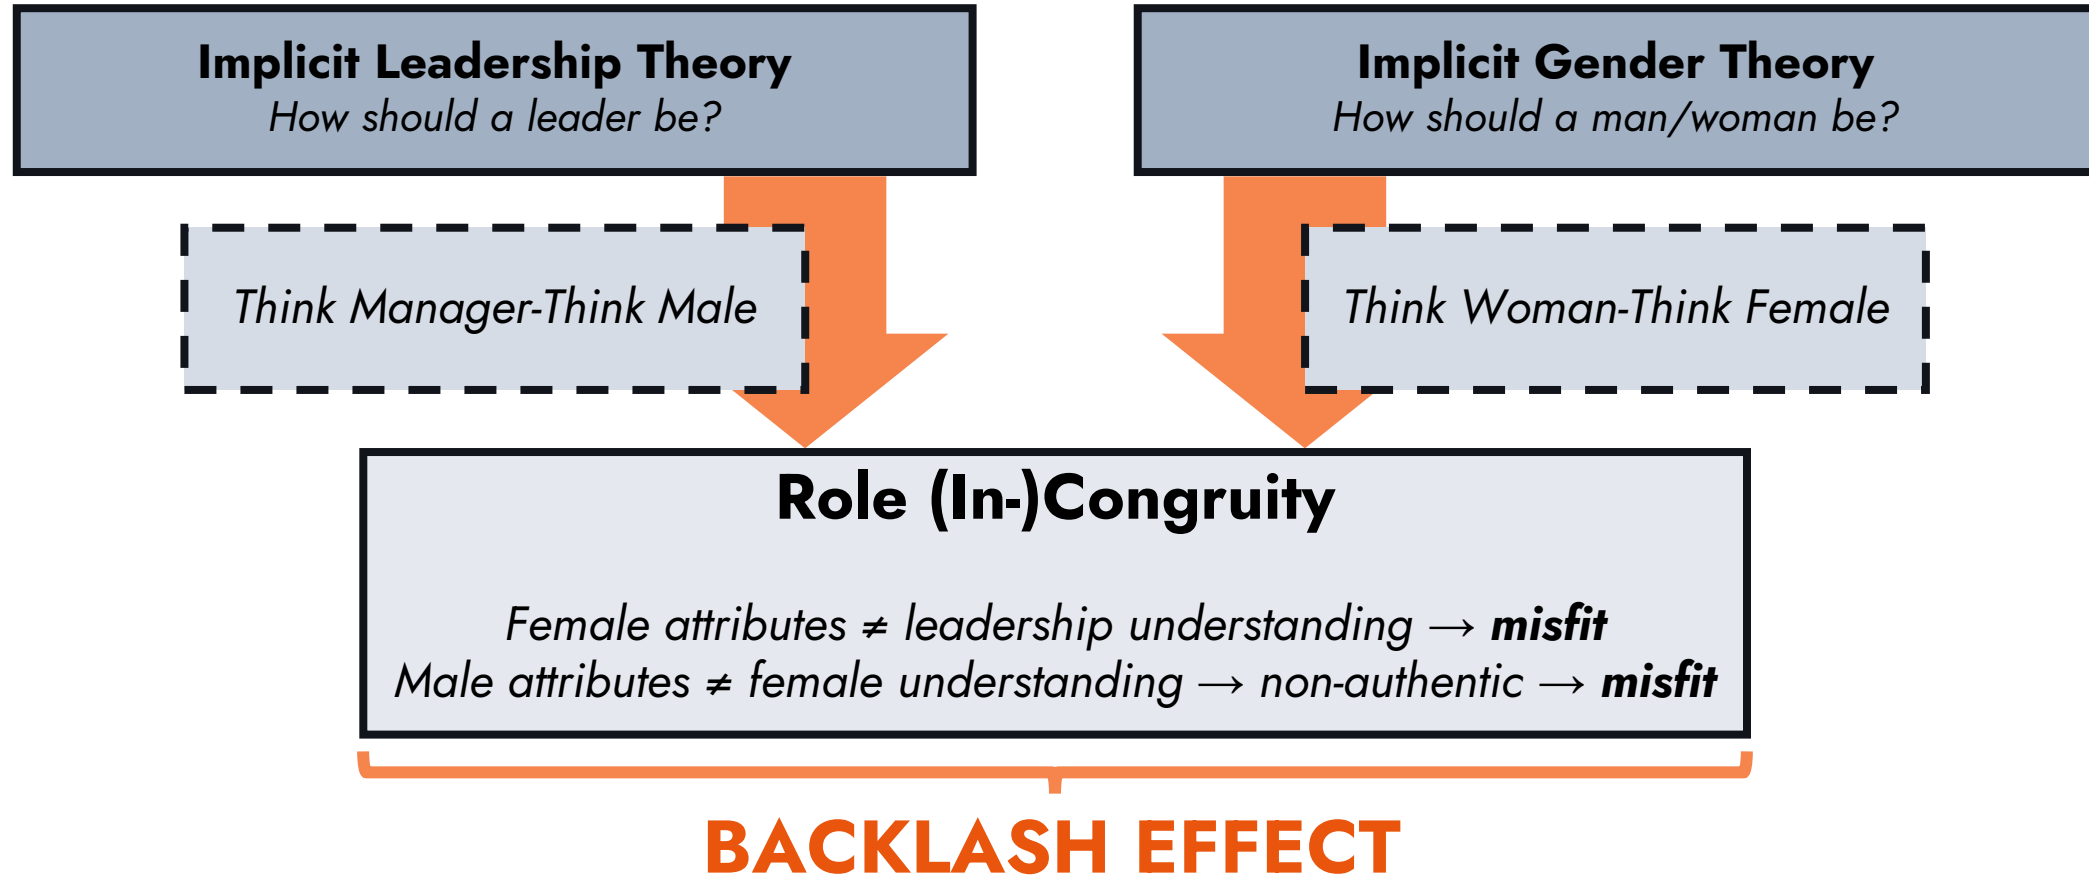 Implicit Leadership Theory
How should a leader be?
Implicit Gender Theory
How should a man/woman be?
Think Manager-Think Male
Think Woman-Think Female
Role (In-)Congruity
Female attributes ≠ leadership understanding → misfit
Male attributes ≠ female understanding → non-authentic → misfit
BACKLASH EFFECT